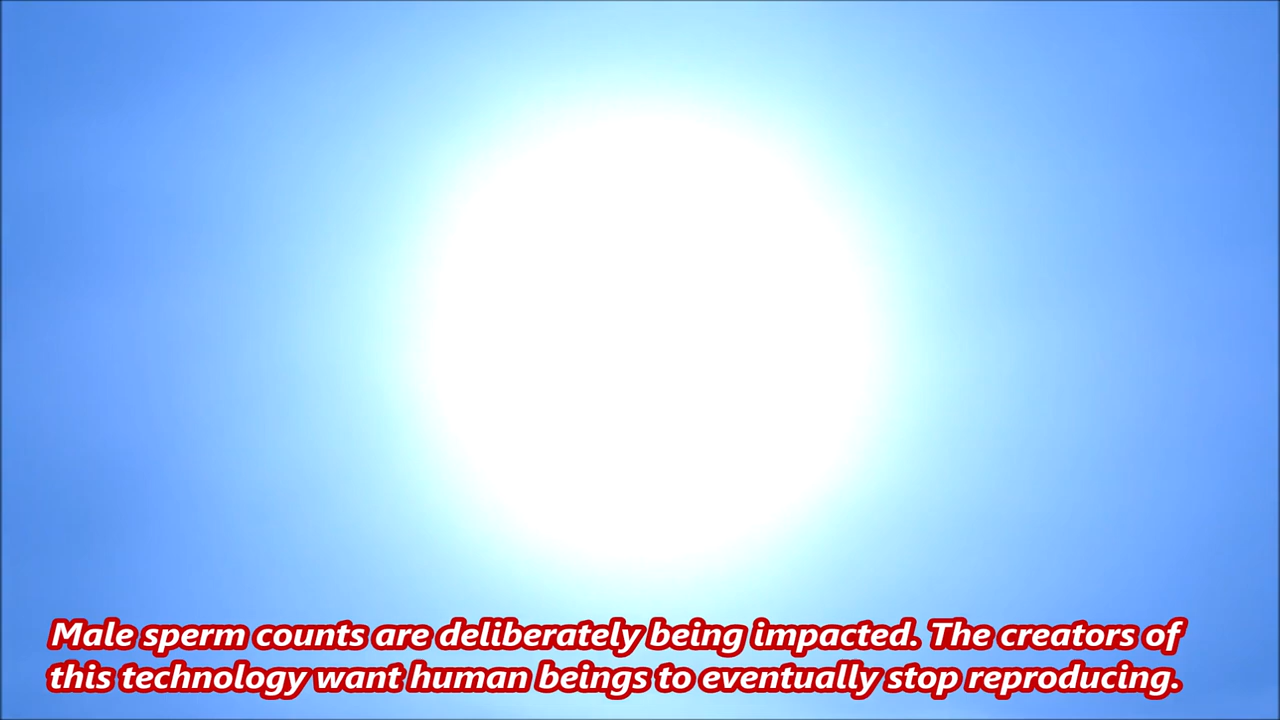 Male sperm counts are deliberately being impacted. The creators of
this technology want human beings to eventually stop reproducing.